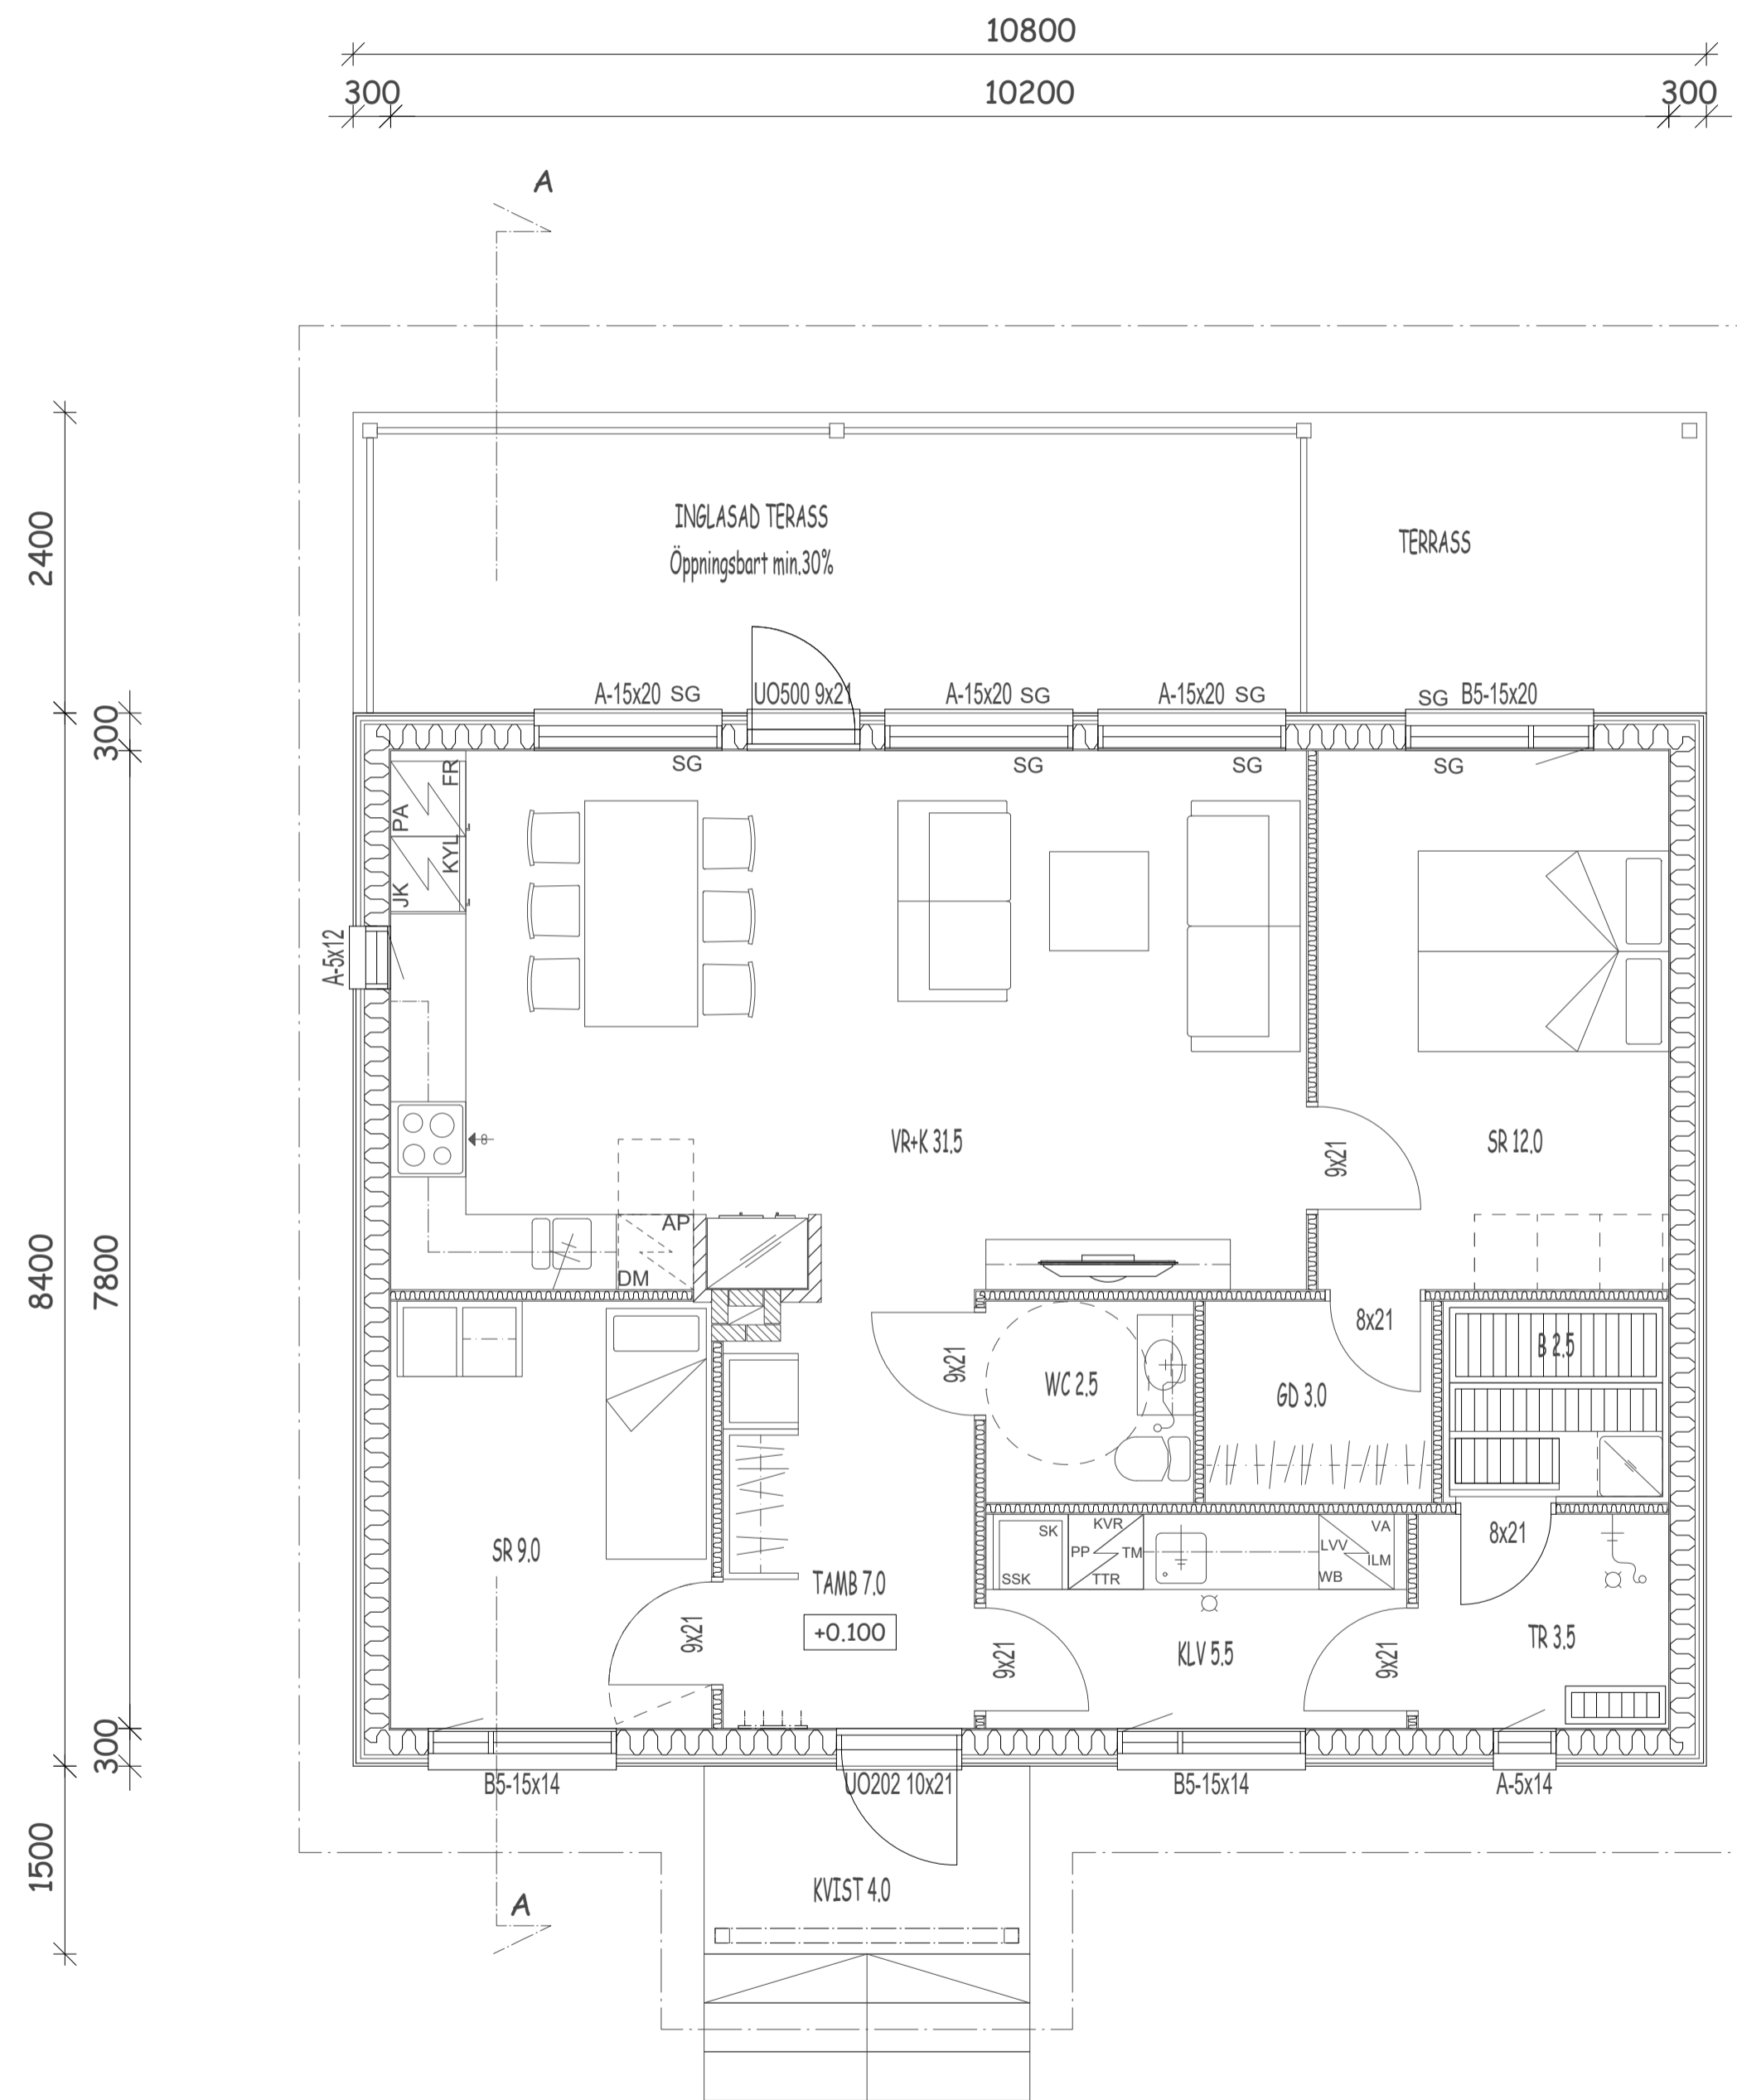 10800
300 10200 300
A
2400
INGLASAD TERASS
Öppningsbart min.30%
TERRASS
A-15x20 SG
UO500 9x21
A-15x20 SG
A-15x20 SG
SG B5-15x20
300
SG
SG
SG
SG
PA FR
JK KYL
A-5x12
8400
7800
VR+K 31.5
9x21
SR 12.0
AP
DM
8x21
9x21
WC 2.5
GD 3.0
B 2.5
SR 9.0
TAMB 7.0
+0.100
9x21
SK
SSK
KVR
PP TM
TTR
VA
LVV ILM
WB
8x21
9x21
KLV 5.5
9x21
TR 3.5
300
B5-15x14
UO202 10x21
B5-15x14
A-5x14
1500
KVIST 4.0
A